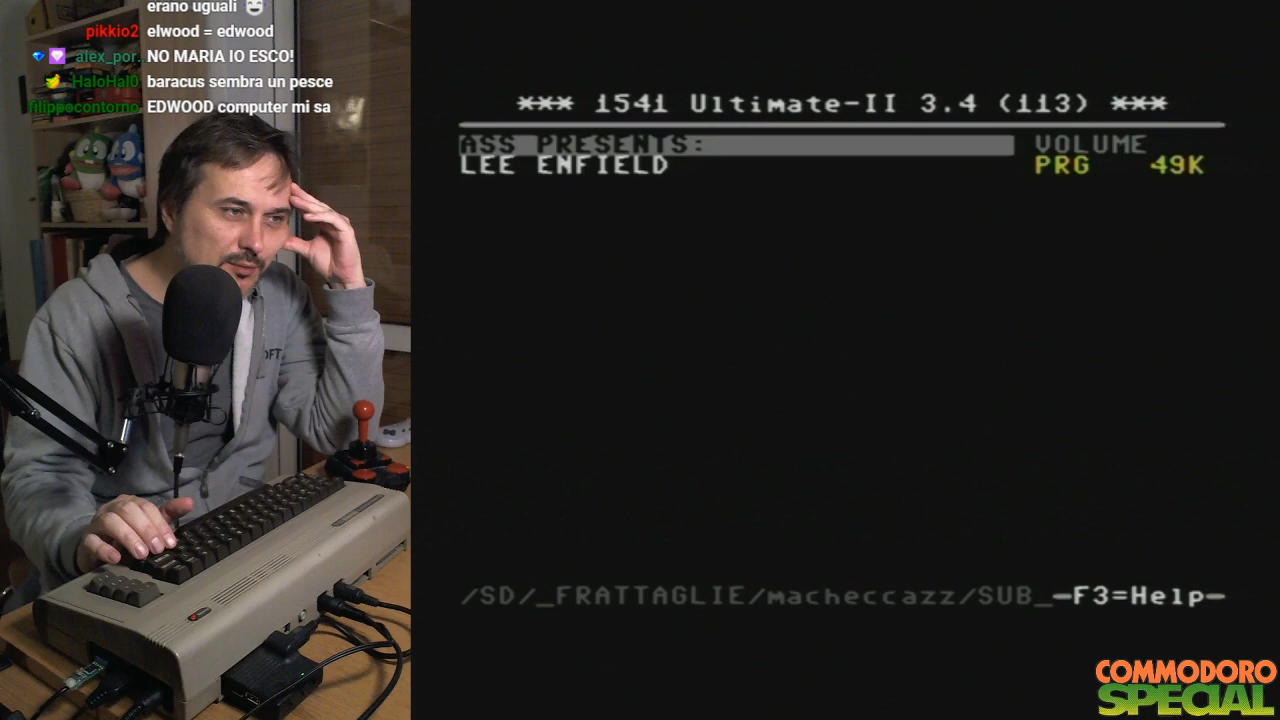 erano uguali
pikkio2 elwood = edwood
alex_por... NO MARIA IO ESCO!
HaloHal0 baracus sembra un pesce
filippocontorno EDWOOD computer mi sa
*** 1541 Ultimate-II 3.4 (113) ***
ASS PRESENTS: VOLUME
LEE ENFIELD PRG 49K
/SD/_FRATTAGLIE/macheccazz/SUB_-F3=Help-
COMMODORO
SPECIAL